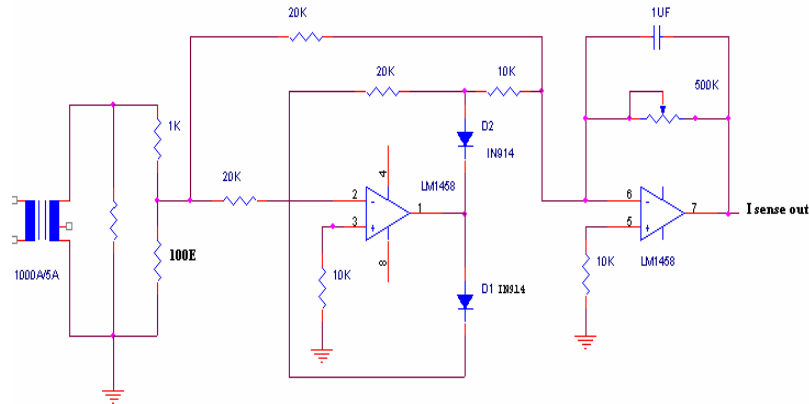 1UF
20K
20K
10K
500K
1K
D2
IN914
4
LM1458
20K
2
-
1
3
+
6
-
7
5
+
I sense out
100E
8
10K
D1 IN914
10K
LM1458
1000A/5A